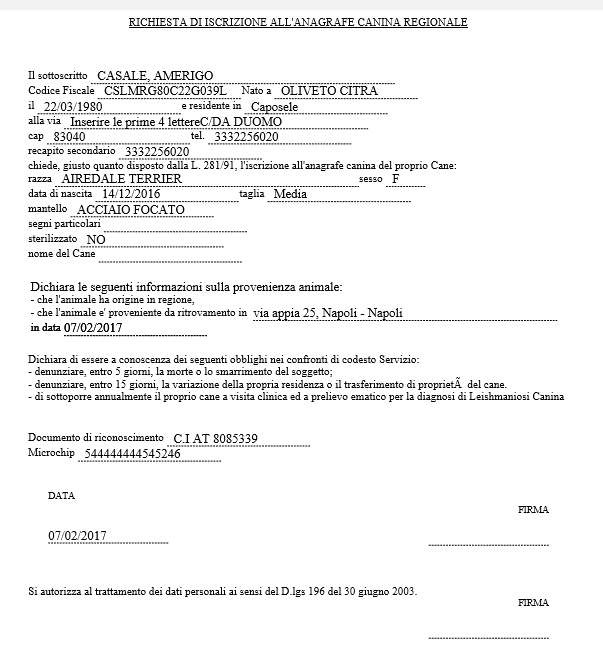 RICHIESTA DI ISCRIZIONE ALL'ANAGRAFE CANINA REGIONALE
Il sottoscritto CASALE, AMERIGO
Codice Fiscale CSLMRG80C22G039L Nato a OLIVETO CITRA
il 22/03/1980 e residente in Caposele
alla via Inserire le prime 4 lettereC/DA DUOMO
cap 83040 tel. 3332256020
recapito secondario 3332256020
chiede, giusto quanto disposto dalla L. 281/91, l'iscrizione all'anagrafe canina del proprio Cane:
razza AIREDALE TERRIER sesso F
data di nascita 14/12/2016 taglia Media
mantello ACCIAIO FOCATO
segni particolari
sterilizzato NO
nome del Cane
Dichiara le seguenti informazioni sulla provenienza animale:
- che l'animale ha origine in regione,
- che l'animale e' proveniente da ritrovamento in via appia 25, Napoli - Napoli
in data 07/02/2017
Dichiara di essere a conoscenza dei seguenti obblighi nei confronti di codesto Servizio:
- denunziare, entro 5 giorni, la morte o lo smarrimento del soggetto;
- denunziare, entro 15 giorni, la variazione della propria residenza o il trasferimento di proprietÃ del cane.
- di sottoporre annualmente il proprio cane a visita clinica ed a prelievo ematico per la diagnosi di Leishmaniosi Canina
Documento di riconoscimento C.I AT 8085339
Microchip 544444444545246
DATA
FIRMA
07/02/2017
Si autorizza al trattamento dei dati personali ai sensi del D.lgs 196 del 30 giugno 2003.
FIRMA